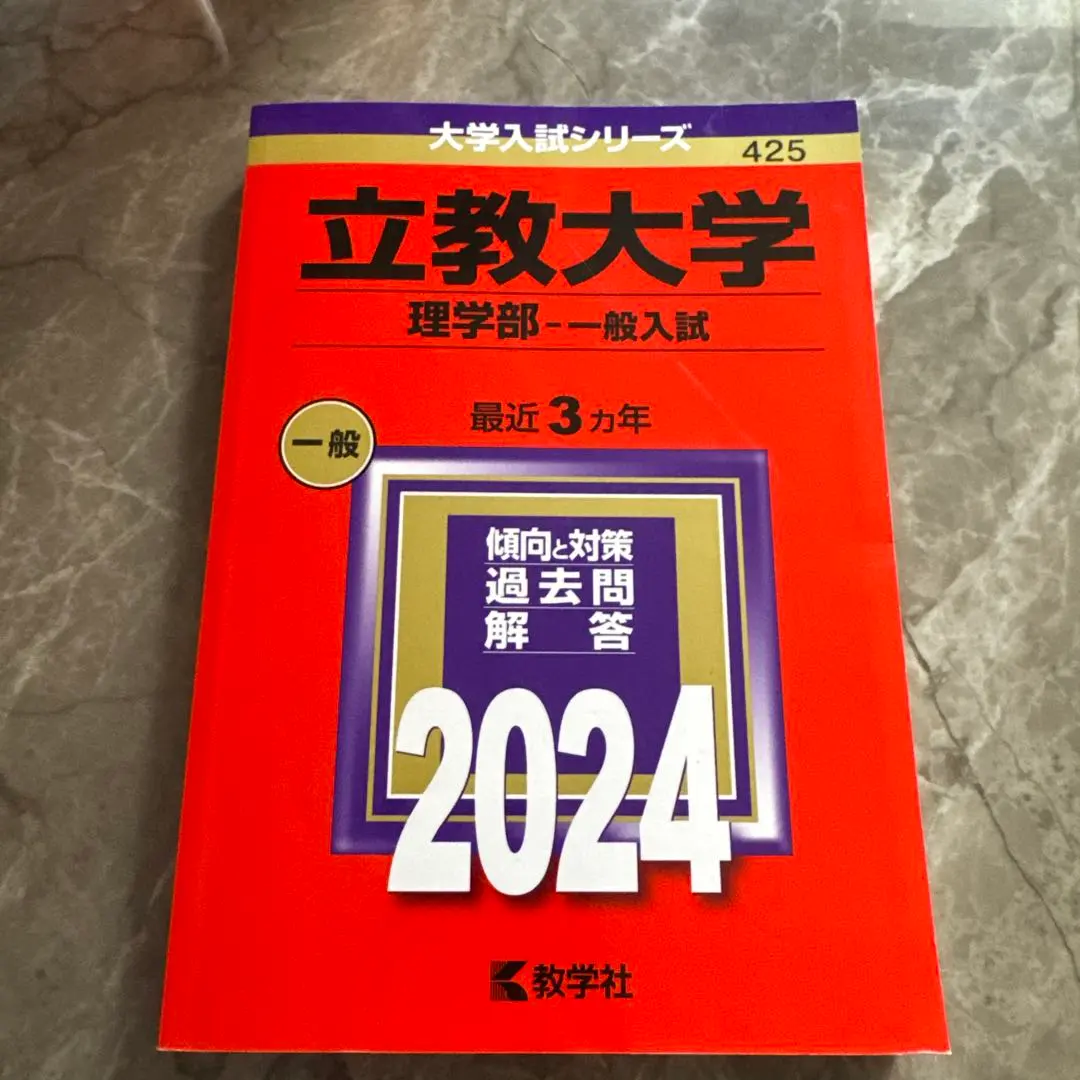 大学入試シリーズ
425
立教大学
理学部-一般入試
最近3カ年
一般
傾向と対策
過去問
解答
2024
教学社